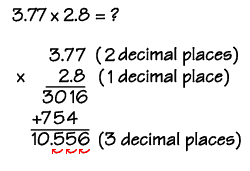 3.77 x 2.8 = ?
3.77 (2 decimal places)
x 2.8 (1 decimal place)
3016
+754
10.556 (3 decimal places)